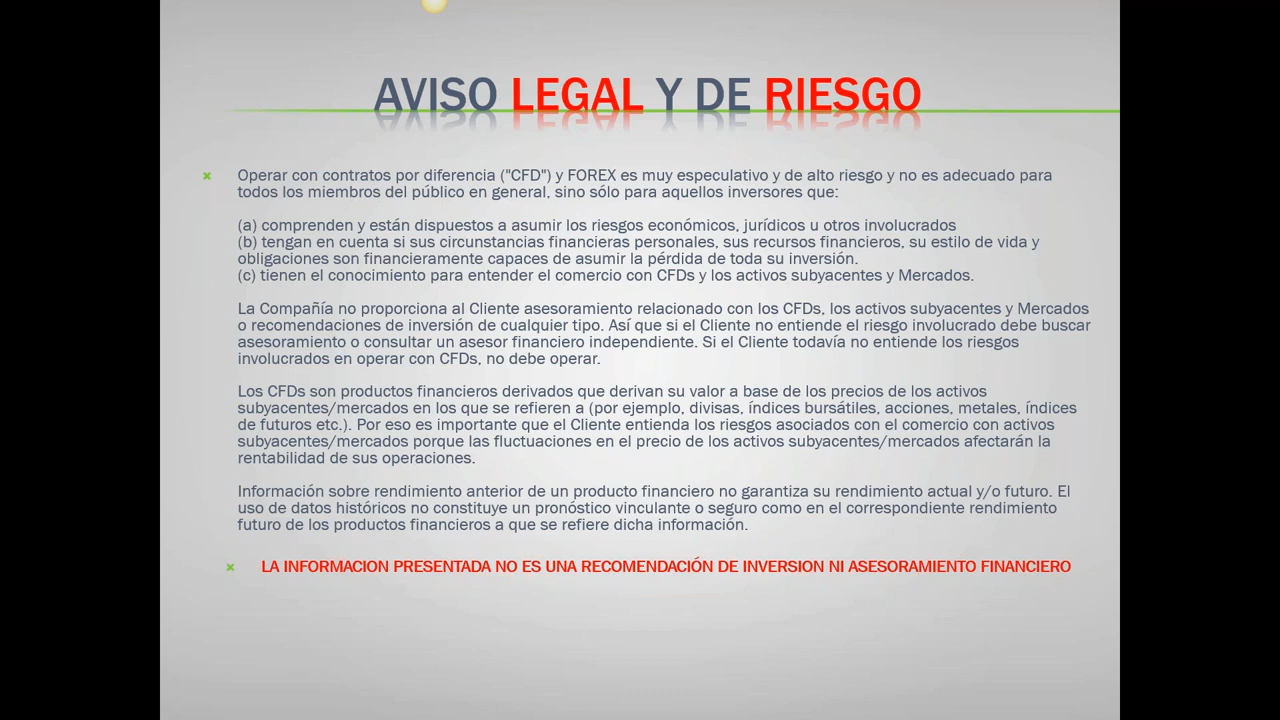 AVISO LEGAL Y DE RIESGO
Operar con contratos por diferencia ("CFD") y FOREX es muy especulativo y de alto riesgo y no es adecuado para
todos los miembros del público en general, sino sólo para aquellos inversores que:
(a) comprenden y están dispuestos a asumir los riesgos económicos, jurídicos u otros involucrados
(b) tengan en cuenta si sus circunstancias financieras personales, sus recursos financieros, su estilo de vida y
obligaciones son financieramente capaces de asumir la pérdida de toda su inversión.
(c) tienen el conocimiento para entender el comercio con CFDs y los activos subyacentes y Mercados.
La Compañía no proporciona al Cliente asesoramiento relacionado con los CFDs, los activos subyacentes y Mercados
o recomendaciones de inversión de cualquier tipo. Así que si el Cliente no entiende el riesgo involucrado debe buscar
asesoramiento o consultar un asesor financiero independiente. Si el Cliente todavía no entiende los riesgos
involucrados en operar con CFDs, no debe operar.
Los CFDs son productos financieros derivados que derivan su valor a base de los precios de los activos
subyacentes/mercados en los que se refieren a (por ejemplo, divisas, índices bursátiles, acciones, metales, índices
de futuros etc.). Por eso es importante que el Cliente entienda los riesgos asociados con el comercio con activos
subyacentes/mercados porque las fluctuaciones en el precio de los activos subyacentes/mercados afectarán la
rentabilidad de sus operaciones.
Información sobre rendimiento anterior de un producto financiero no garantiza su rendimiento actual y/o futuro. El
uso de datos históricos no constituye un pronóstico vinculante o seguro como en el correspondiente rendimiento
futuro de los productos financieros a que se refiere dicha información.
LA INFORMACION PRESENTADA NO ES UNA RECOMENDACIÓN DE INVERSION NI ASESORAMIENTO FINANCIERO